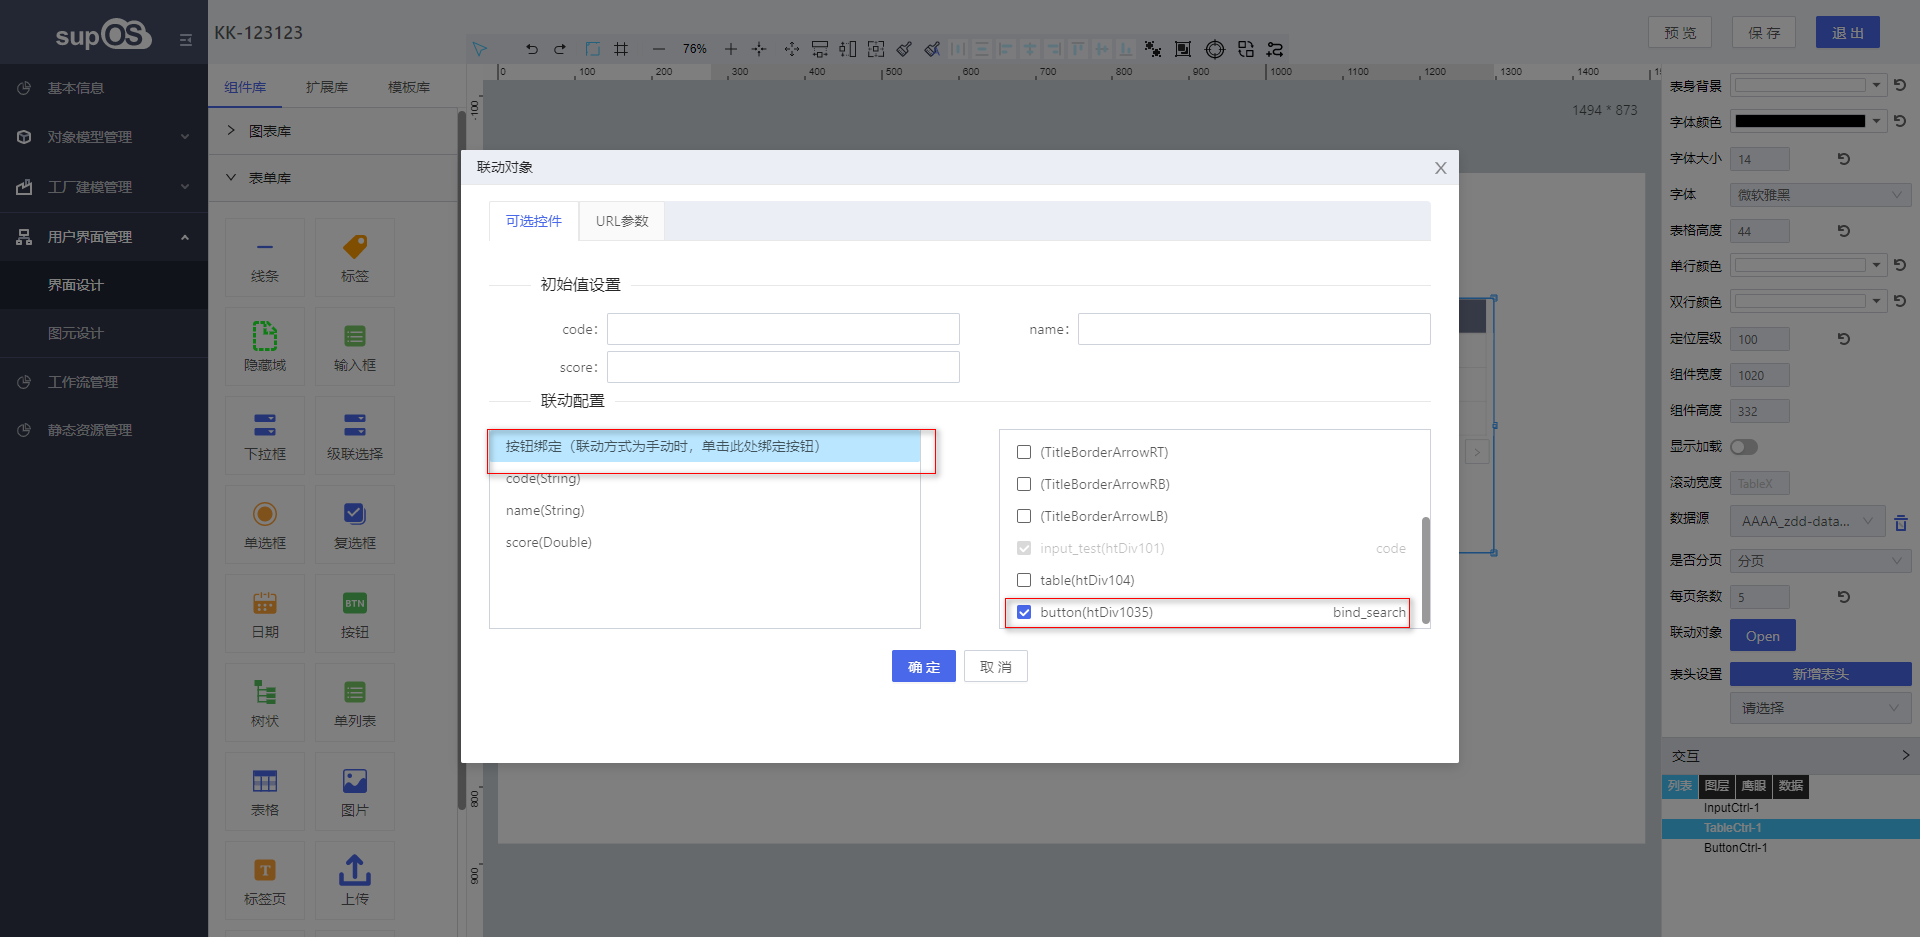 supOS
KK-123123
76%
预 览
保 存
退 出
基本信息
对象模型管理
工厂建模管理
用户界面管理
界面设计
图元设计
工作流管理
静态资源管理
组件库
扩展库
模板库
图表库
表单库
线条
标签
隐藏域
输入框
下拉框
级联选择
单选框
复选框
日期
BTN
按钮
树状
单列表
表格
图片
T
标签页
上传
0
100
200
300
400
500
600
700
800
900
1000
1100
1200
1300
1400
-100
800
900
1494 * 873
联动对象
X
可选控件
URL参数
初始值设置
code:
name:
score:
联动配置
按钮绑定（联动方式为手动时，单击此处绑定按钮）
code(String)
name(String)
score(Double)
(TitleBorderArrowRT)
(TitleBorderArrowRB)
(TitleBorderArrowLB)
input_test(htDiv101)
code
table(htDiv104)
button(htDiv1035)
bind_search
确 定
取 消
表身背景
字体颜色
字体大小
14
字体
微软雅黑
表格高度
44
单行颜色
双行颜色
定位层级
100
组件宽度
1020
组件高度
332
显示加载
滚动宽度
TableX
数据源
AAAA_zdd-data...
是否分页
分页
每页条数
5
联动对象
Open
表头设置
新增表头
请选择
交互
列表
图层
鹰眼
数据
InputCtrl-1
TableCtrl-1
ButtonCtrl-1